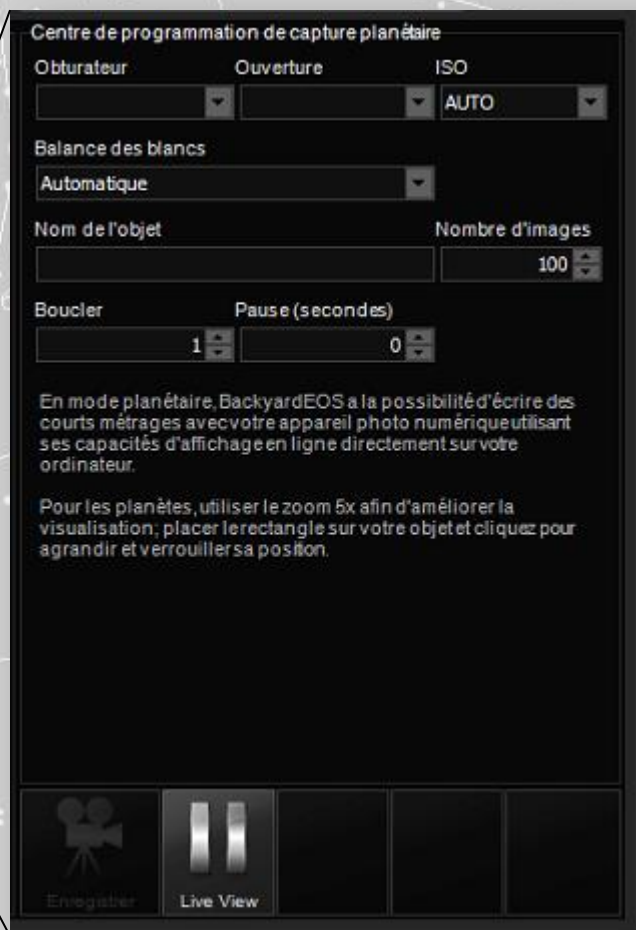 Centre de programmation de capture planétaire
Obturateur Ouverture ISO
AUTO
Balance des blancs
Automatique
Nom de l'objet Nombre d'images
100
Boucler Pause (secondes)
1 0
En mode planétaire, BackyardEOS a la possibilité d'écrire des
courts métrages avec votre appareil photo numérique utilisant
ses capacités d'affichage en ligne directement sur votre
ordinateur.
Pour les planètes, utiliser le zoom 5x afin d'améliorer la
visualisation; placer le rectangle sur votre objet et cliquez pour
agrandir et verrouiller sa position.
Enregistrer Live View